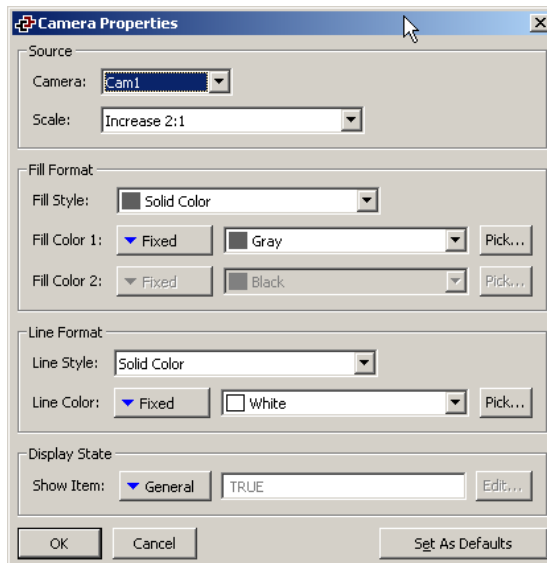 Camera Properties
Source
Camera: Cam1
Scale: Increase 2:1
Fill Format
Fill Style: Solid Color
Fill Color 1: Fixed Gray Pick...
Fill Color 2: Fixed Black Pick...
Line Format
Line Style: Solid Color
Line Color: Fixed White Pick...
Display State
Show Item: General TRUE Edit...
OK Cancel Set As Defaults